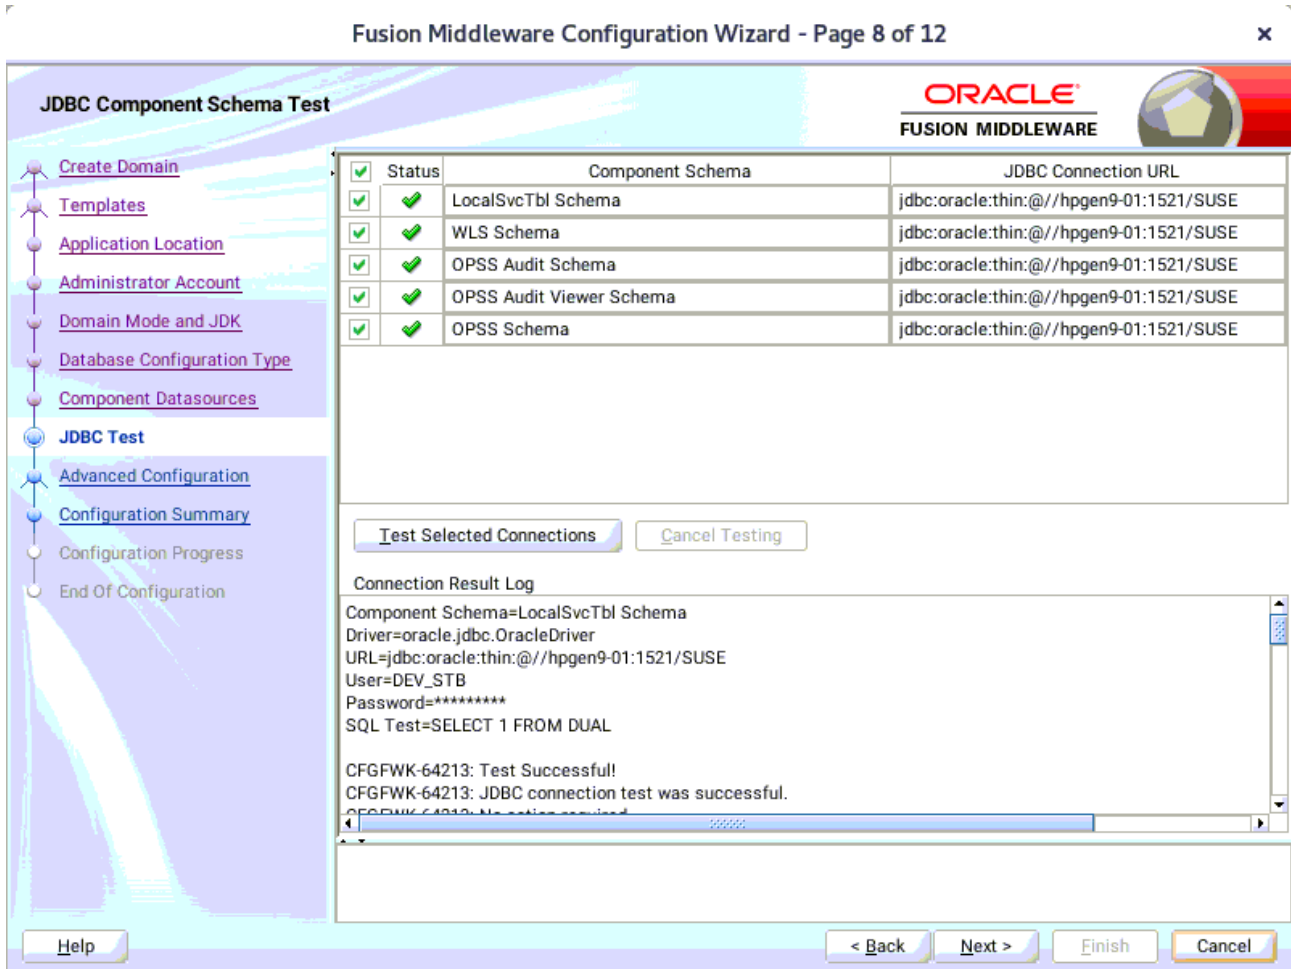 Fusion Middleware Configuration Wizard - Page 8 of 12
JDBC Component Schema Test
ORACLE
FUSION MIDDLEWARE
Create Domain
Templates
Application Location
Administrator Account
Domain Mode and JDK
Database Configuration Type
Component Datasources
JDBC Test
Advanced Configuration
Configuration Summary
Configuration Progress
End Of Configuration
Status Component Schema JDBC Connection URL
LocalSvcTbl Schema jdbc:oracle:thin:@//hpgen9-01:1521/SUSE
WLS Schema jdbc:oracle:thin:@//hpgen9-01:1521/SUSE
OPSS Audit Schema jdbc:oracle:thin:@//hpgen9-01:1521/SUSE
OPSS Audit Viewer Schema jdbc:oracle:thin:@//hpgen9-01:1521/SUSE
OPSS Schema jdbc:oracle:thin:@//hpgen9-01:1521/SUSE
Test Selected Connections Cancel Testing
Connection Result Log
Component Schema=LocalSvcTbl Schema
Driver=oracle.jdbc.OracleDriver
URL=jdbc:oracle:thin:@//hpgen9-01:1521/SUSE
User=DEV_STB
Password=*********
SQL Test=SELECT 1 FROM DUAL
CFGFWK-64213: Test Successful!
CFGFWK-64213: JDBC connection test was successful.
CFGFWK-64213: No action required
Help < Back Next > Finish Cancel